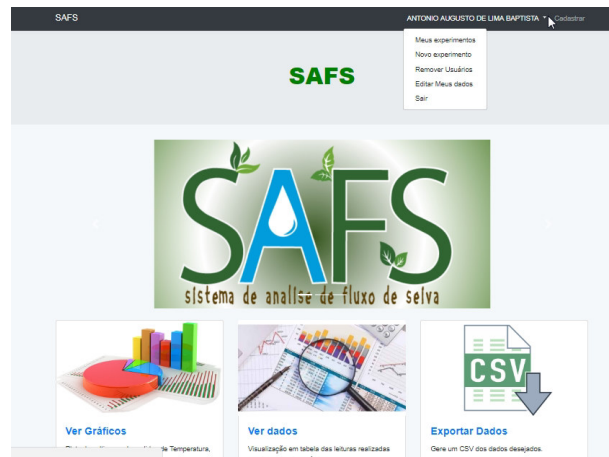 SAFS
ANTONIO AUGUSTO DE LIMA BAPTISTA
Cadastrar
Meus experimentos
Novo experimento
Remover Usuários
Editar Meus dados
Sair
SAFS
SAFS
sistema de analise de fluxo de selva
CSV
Ver Gráficos
Ver dados
Exportar Dados
de Temperatura,
Visualização em tabela das leituras realizadas
Gere um CSV dos dados desejados.